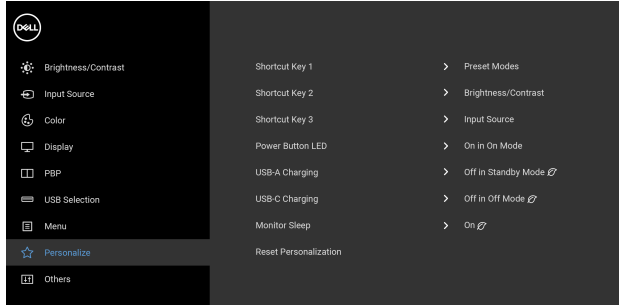 DELL
Brightness/Contrast
Input Source
Color
Display
PBP
USB Selection
Menu
Personalize
Others
Shortcut Key 1 Preset Modes
Shortcut Key 2 Brightness/Contrast
Shortcut Key 3 Input Source
Power Button LED On in On Mode
USB-A Charging Off in Standby Mode
USB-C Charging Off in Off Mode
Monitor Sleep On
Reset Personalization